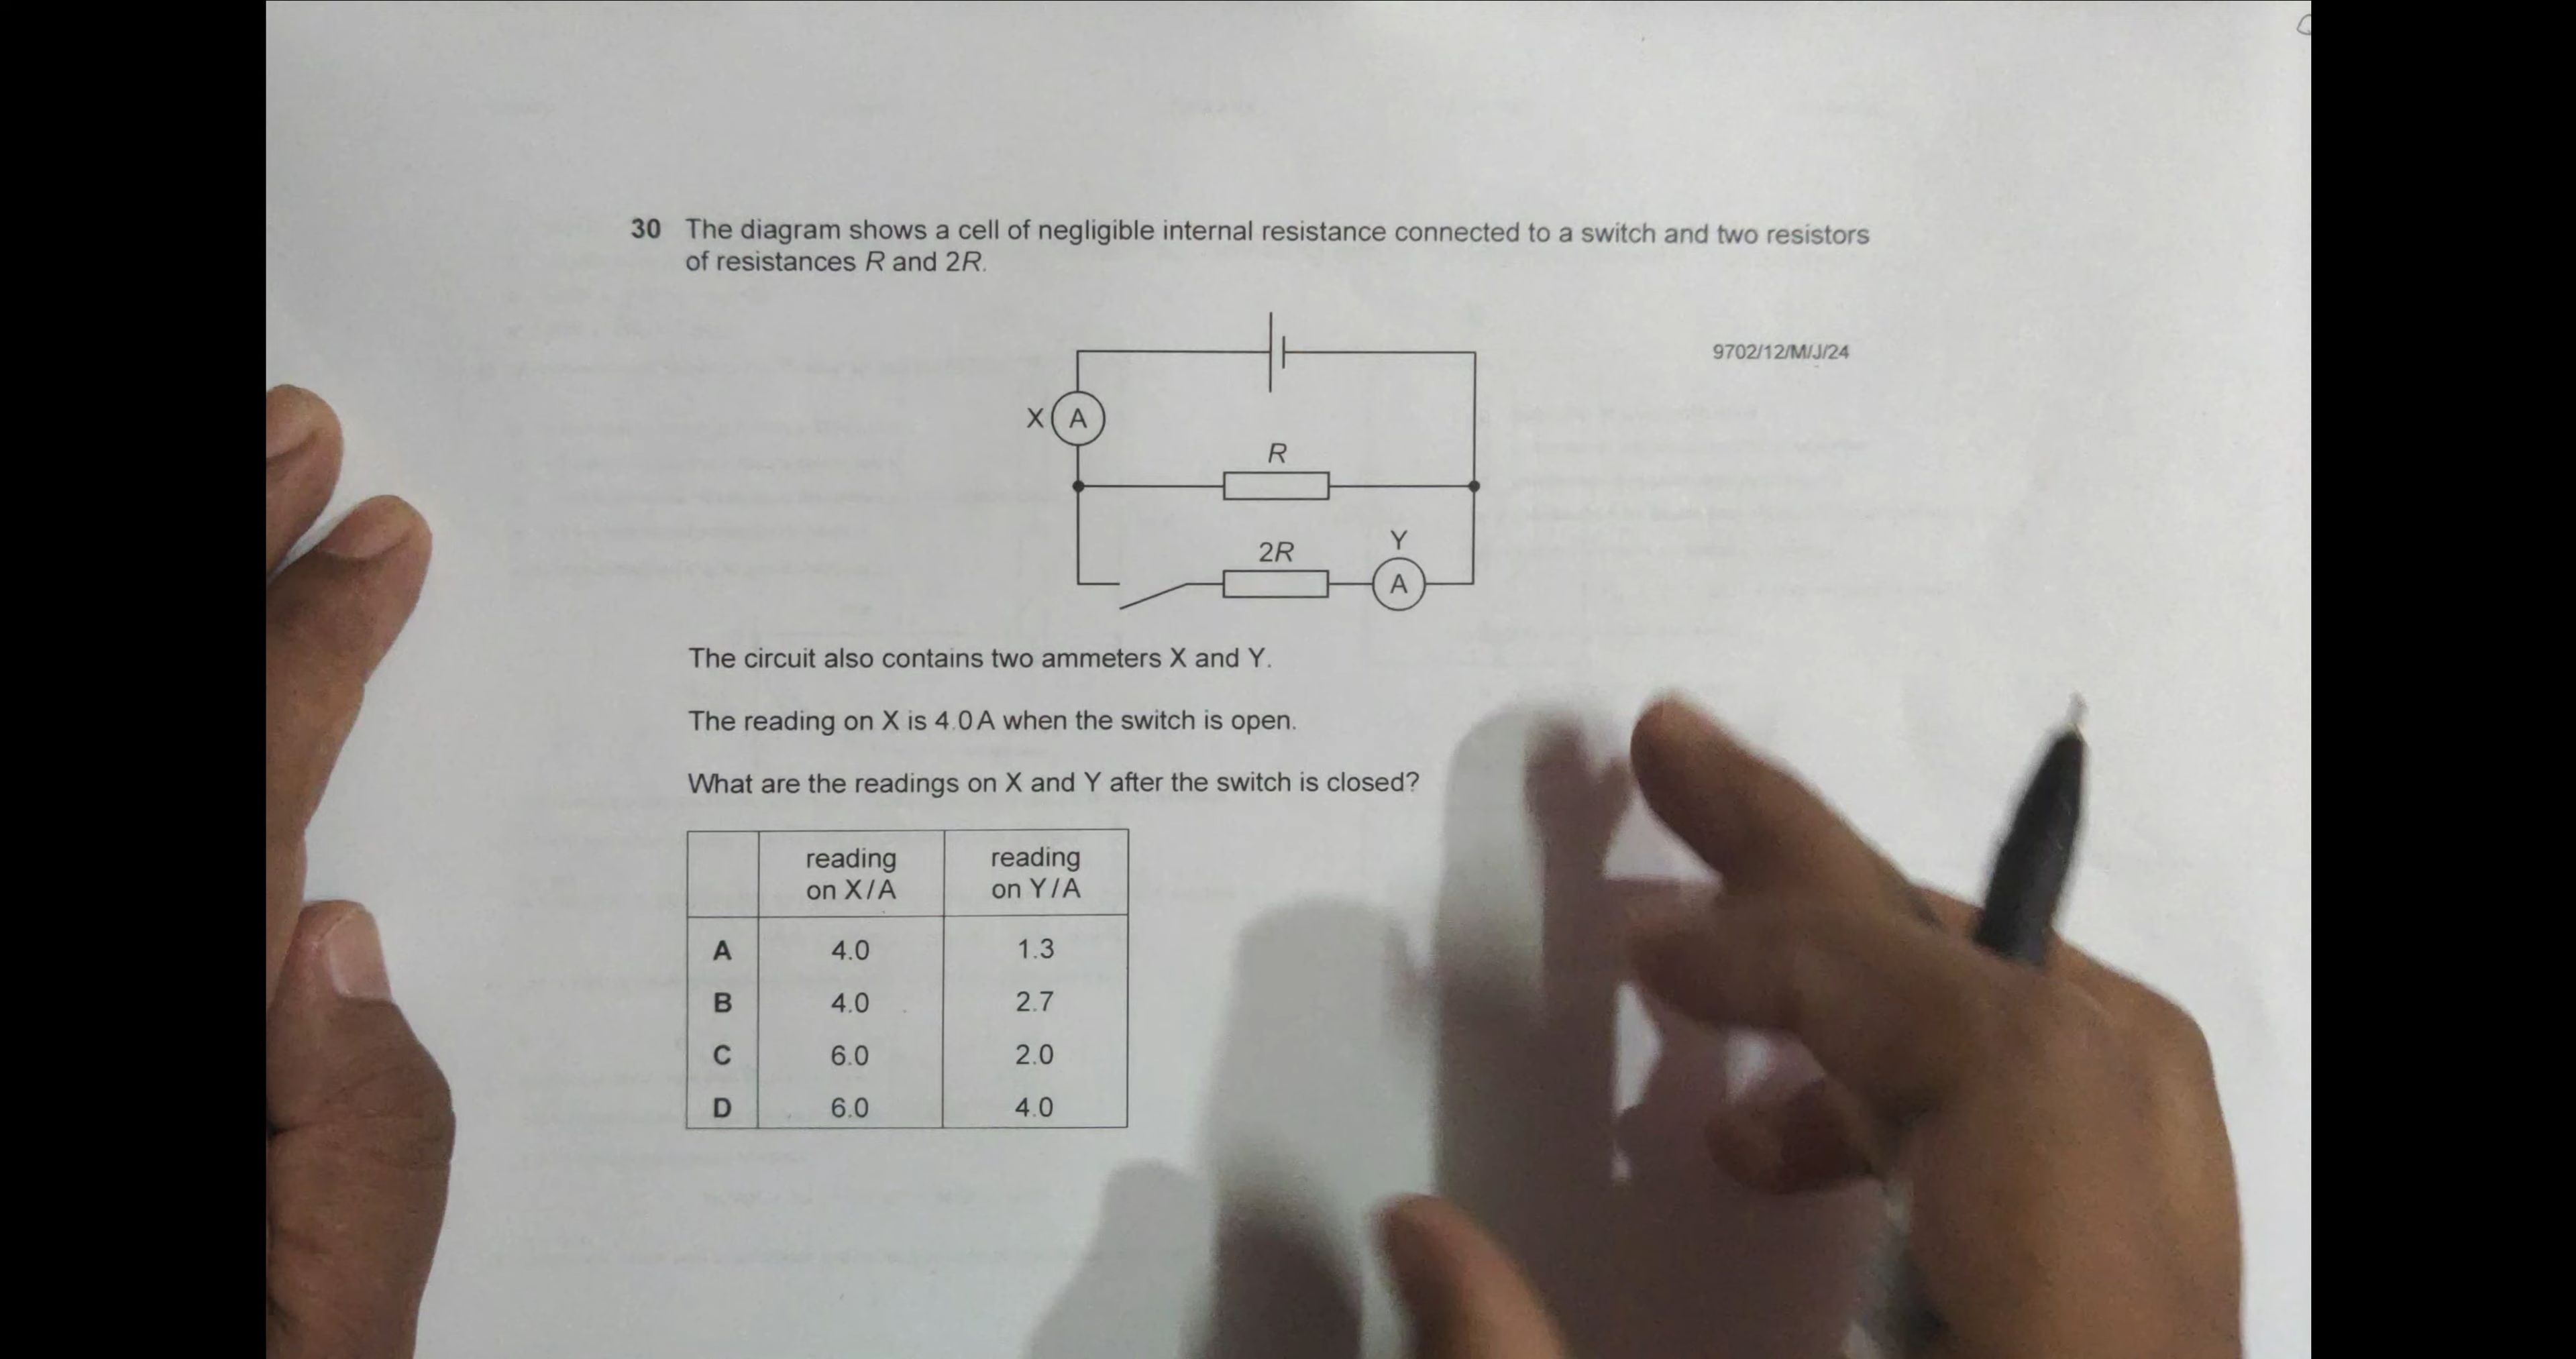 30 The diagram shows a cell of negligible internal resistance connected to a switch and two resistors
of resistances R and 2R.
9702/12/M/J/24
X A
R
Y
2R
A
The circuit also contains two ammeters X and Y.
The reading on X is 4.0 A when the switch is open.
What are the readings on X and Y after the switch is closed?
reading on X / A reading on Y / A
A 4.0 1.3
B 4.0 2.7
C 6.0 2.0
D 6.0 4.0